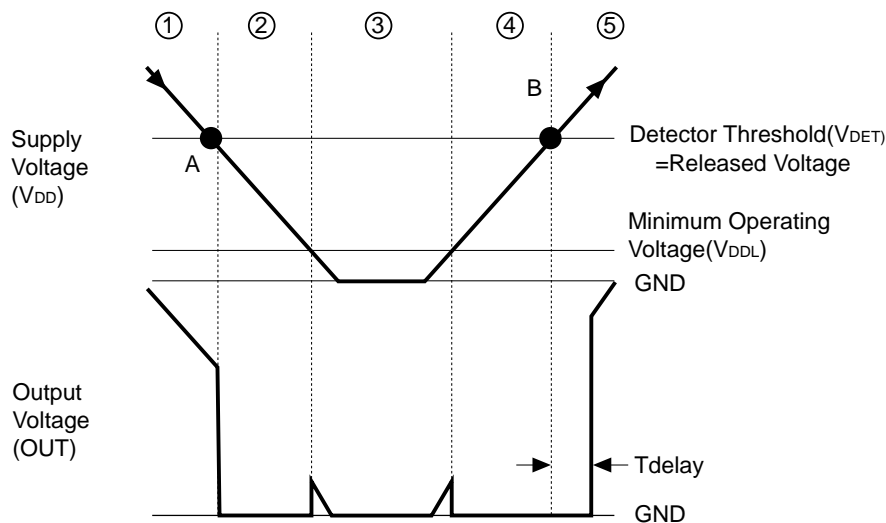 ① ② ③ ④ ⑤
B
A
Supply
Voltage
(VDD)
Detector Threshold(VDET)
=Released Voltage
Minimum Operating
Voltage(VDDL)
GND
Output
Voltage
(OUT)
Tdelay
GND